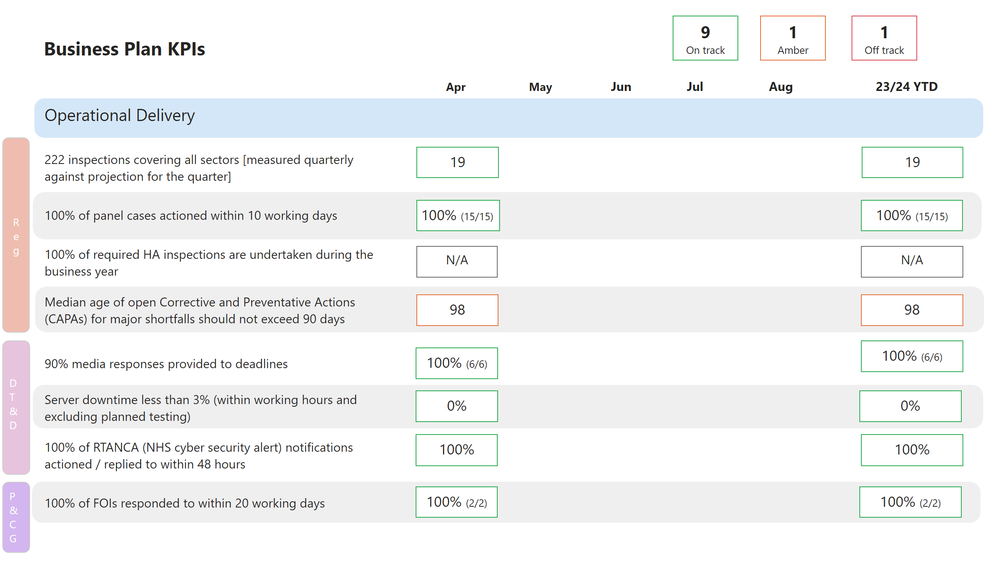 9
On track
1
Amber
1
Off track
Business Plan KPIs
Apr May Jun Jul Aug 23/24 YTD
Operational Delivery
Reg
222 inspections covering all sectors [measured quarterly
against projection for the quarter]
19 19
100% of panel cases actioned within 10 working days
100% (15/15) 100% (15/15)
100% of required HA inspections are undertaken during the
business year
N/A N/A
Median age of open Corrective and Preventative Actions
(CAPAs) for major shortfalls should not exceed 90 days
98 98
DT&D
90% media responses provided to deadlines
100% (6/6) 100% (6/6)
Server downtime less than 3% (within working hours and
excluding planned testing)
0% 0%
100% of RTANCA (NHS cyber security alert) notifications
actioned / replied to within 48 hours
100% 100%
P&CG
100% of FOIs responded to within 20 working days
100% (2/2) 100% (2/2)